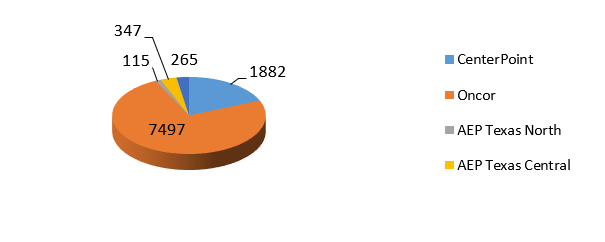 347
115
265
1882
7497
CenterPoint
Oncor
AEP Texas North
AEP Texas Central